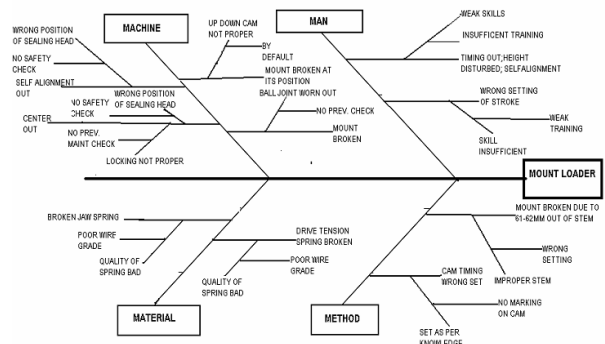 MACHINE
WRONG POSITION
OF SEALING HEAD
NO SAFETY
CHECK
SELF ALIGNMENT
OUT
UP DOWN CAM
NOT PROPER
BY
DEFAULT
MOUNT BROKEN AT
ITS POSITION
WRONG POSITION
OF SEALING HEAD
NO SAFETY
CHECK
CENTER
OUT
NO PREV.
MAINT CHECK
LOCKING NOT PROPER
BALL JOINT WORN OUT
NO PREV. CHECK
MOUNT
BROKEN
MAN
WEAK SKILLS
INSUFFICENT TRAINING
TIMING OUT;HEIGHT
DISTURBED; SELFALIGNMENT
WRONG SETTING
OF STROKE
WEAK
TRAINING
SKILL
INSUFFICIENT
MOUNT LOADER
BROKEN JAW SPRING
POOR WIRE
GRADE
QUALITY OF
SPRING BAD
DRIVE TENSION
SPRING BROKEN
POOR WIRE
GRADE
QUALITY OF
SPRING BAD
MATERIAL
MOUNT BROKEN DUE TO
61-62MM OUT OF STEM
WRONG
SETTING
IMPROPER STEM
CAM TIMING
WRONG SET
NO MARKING
ON CAM
SET AS PER
KNOWLEDGE
METHOD